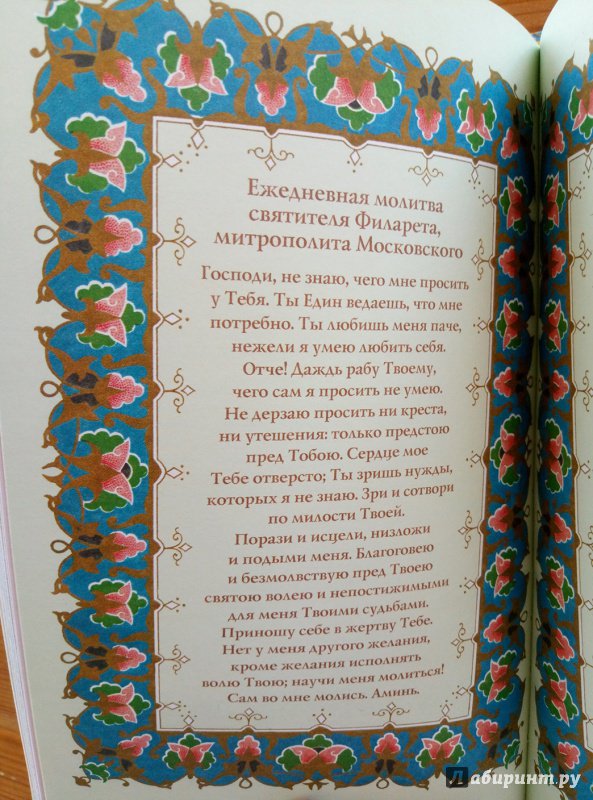 Ежедневная молитва
святителя Филарета,
митрополита Московского
Господи, не знаю, чего мне просить
у Тебя. Ты Един ведаешь, что мне
потребно. Ты любишь меня паче,
нежели я умею любить себя.
Отче! Даждь рабу Твоему,
чего сам я просить не умею.
Не дерзаю просить ни креста,
ни утешения: только предстою
пред Тобою. Сердце мое
Тебе отверсто; Ты зришь нужды,
которых я не знаю. Зри и сотвори
по милости Твоей.
Порази и исцели, низложи
и подыми меня. Благоговею
и безмолвствую пред Твоею
святою волею и непостижимыми
для меня Твоими судьбами.
Приношу себе в жертву Тебе.
Нет у меня другого желания,
кроме желания исполнять
волю Твою; научи меня молиться!
Сам во мне молись. Аминь.
Лабиринт.ру